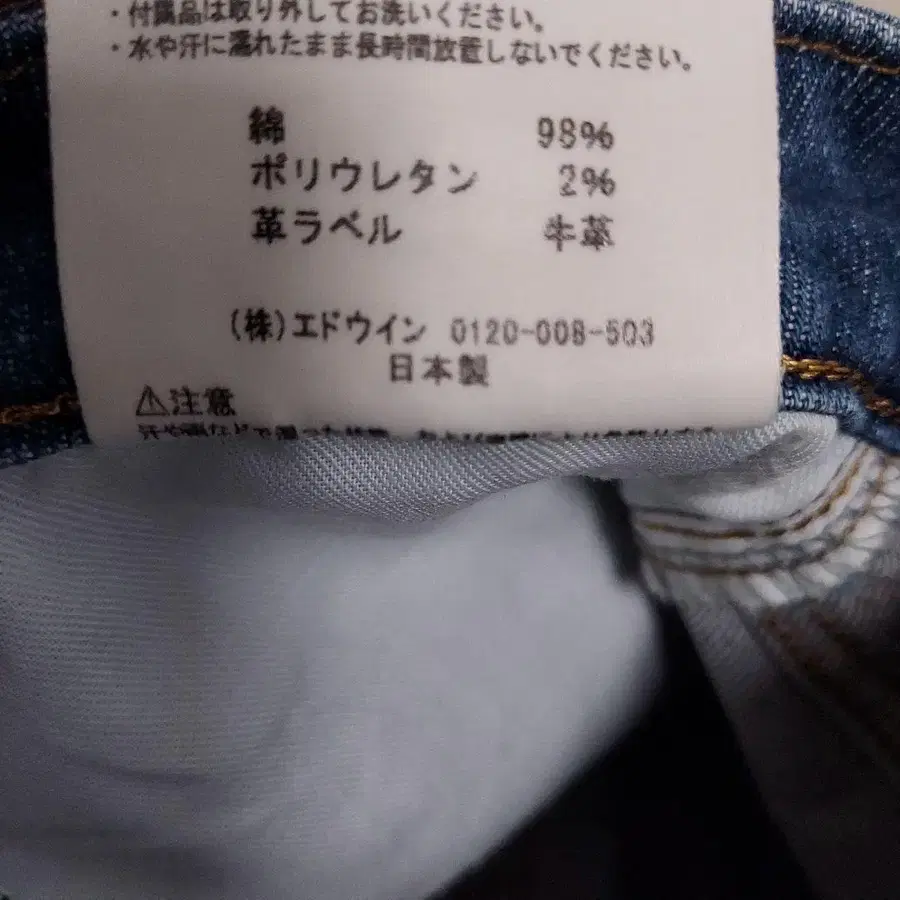 ・付属品は取り外してお洗いください。
・水や汗に濡れたまま長時間放置しないでください。
綿 98%
ポリウレタン 2%
革ラベル 牛革
(株)エドウイン 0120-008-503
日本製
⚠注意